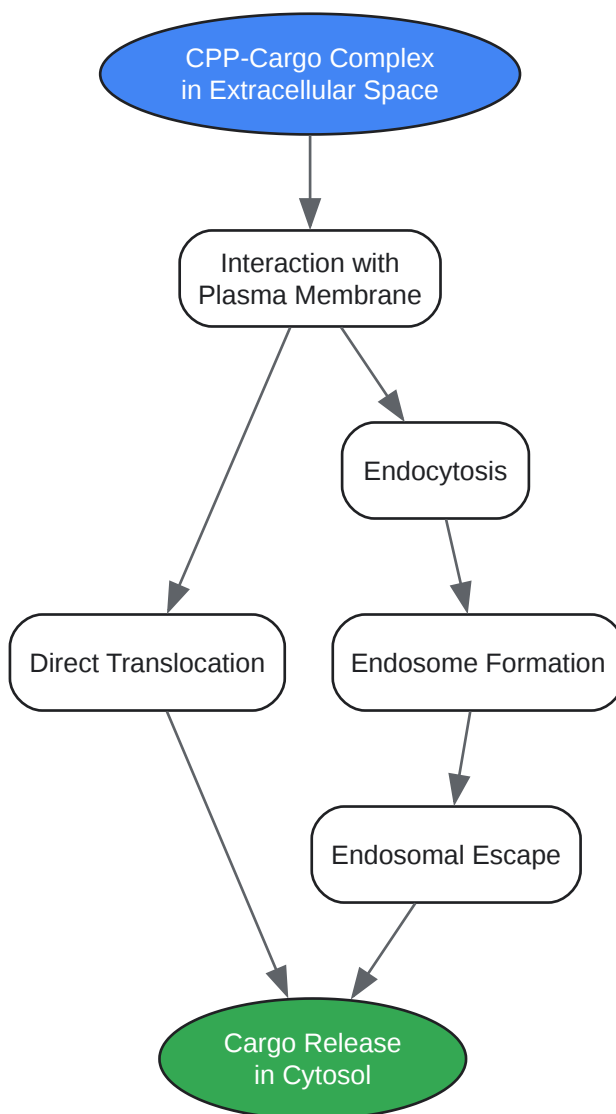 CPP-Cargo Complex
in Extracellular Space
Interaction with
Plasma Membrane
Endocytosis
Direct Translocation
Endosome Formation
Endosomal Escape
Cargo Release
in Cytosol